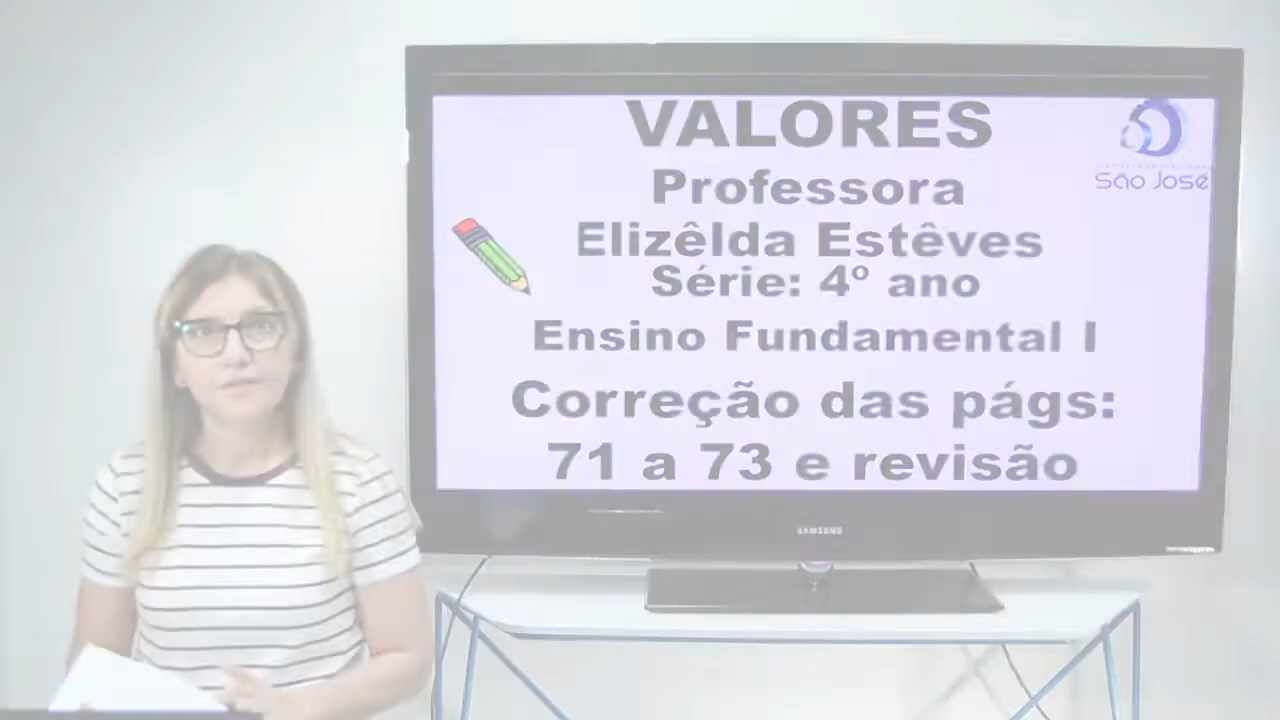 VALORES
Professora
Elizêlda Estêves
Série: 4º ano
Ensino Fundamental I
Correção das págs:
71 a 73 e revisão
São José
SAMSUNG